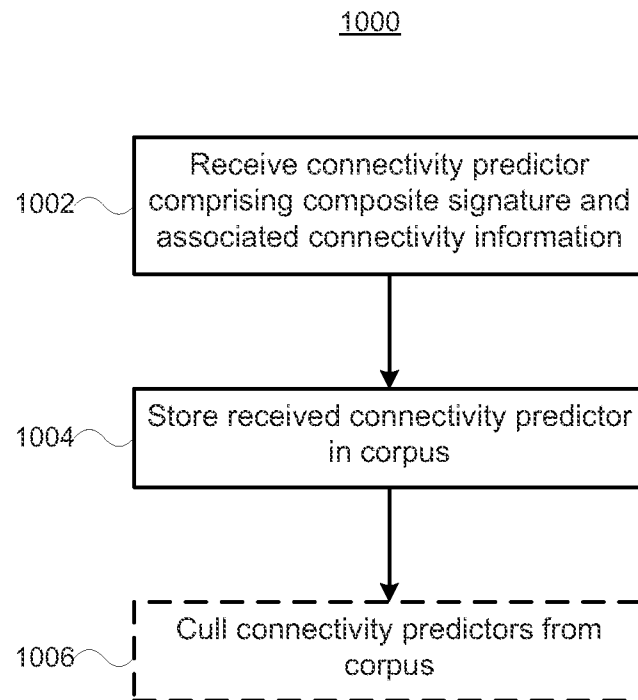 1000
Receive connectivity predictor
1002
comprising composite signature and
associated connectivity information
Store received connectivity predictor
1004
in corpus
Cull connectivity predictors from
1006
corpus